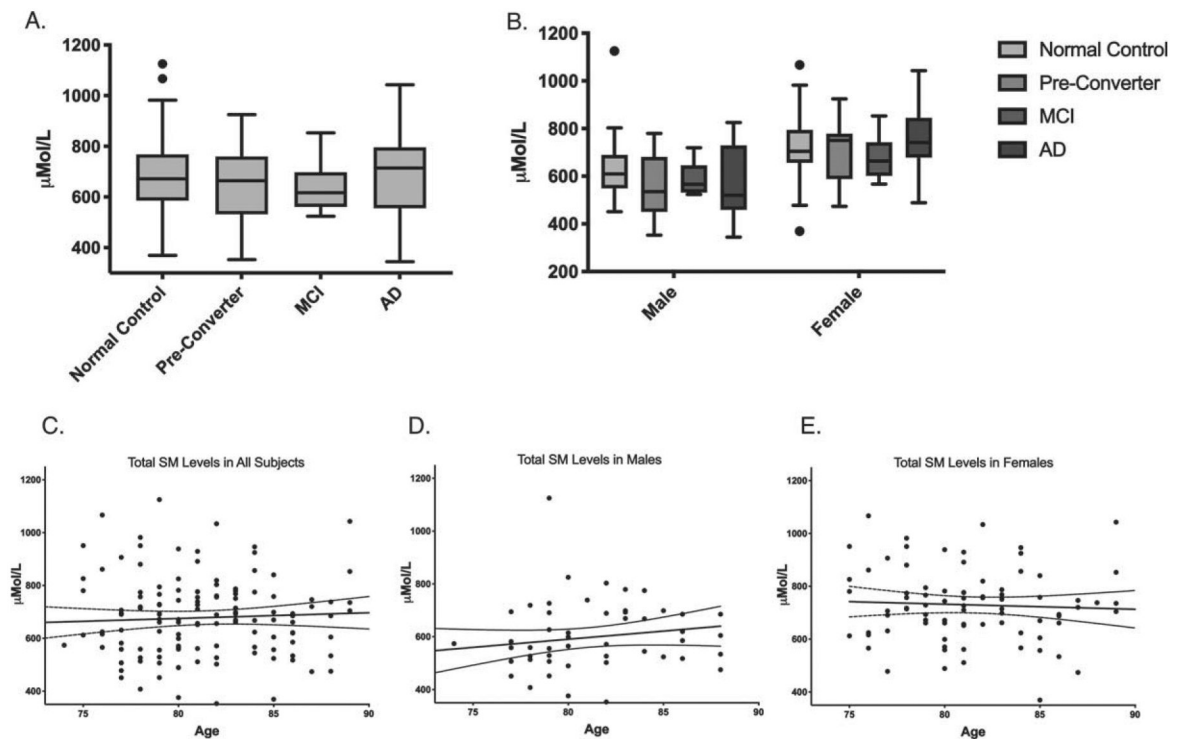 A.
1200
1000
800
600
400
μMol/L
Normal Control
Pre-Converter
MCI
AD
B.
1200
1000
800
600
400
200
μMol/L
Male
Female
Normal Control
Pre-Converter
MCI
AD
C.
Total SM Levels in All Subjects
1200
1000
800
600
400
μMol/L
75 80 85 90
Age
D.
Total SM Levels in Males
1200
1000
800
600
400
μMol/L
75 80 85 90
Age
E.
Total SM Levels in Females
1200
1000
800
600
400
μMol/L
75 80 85 90
Age